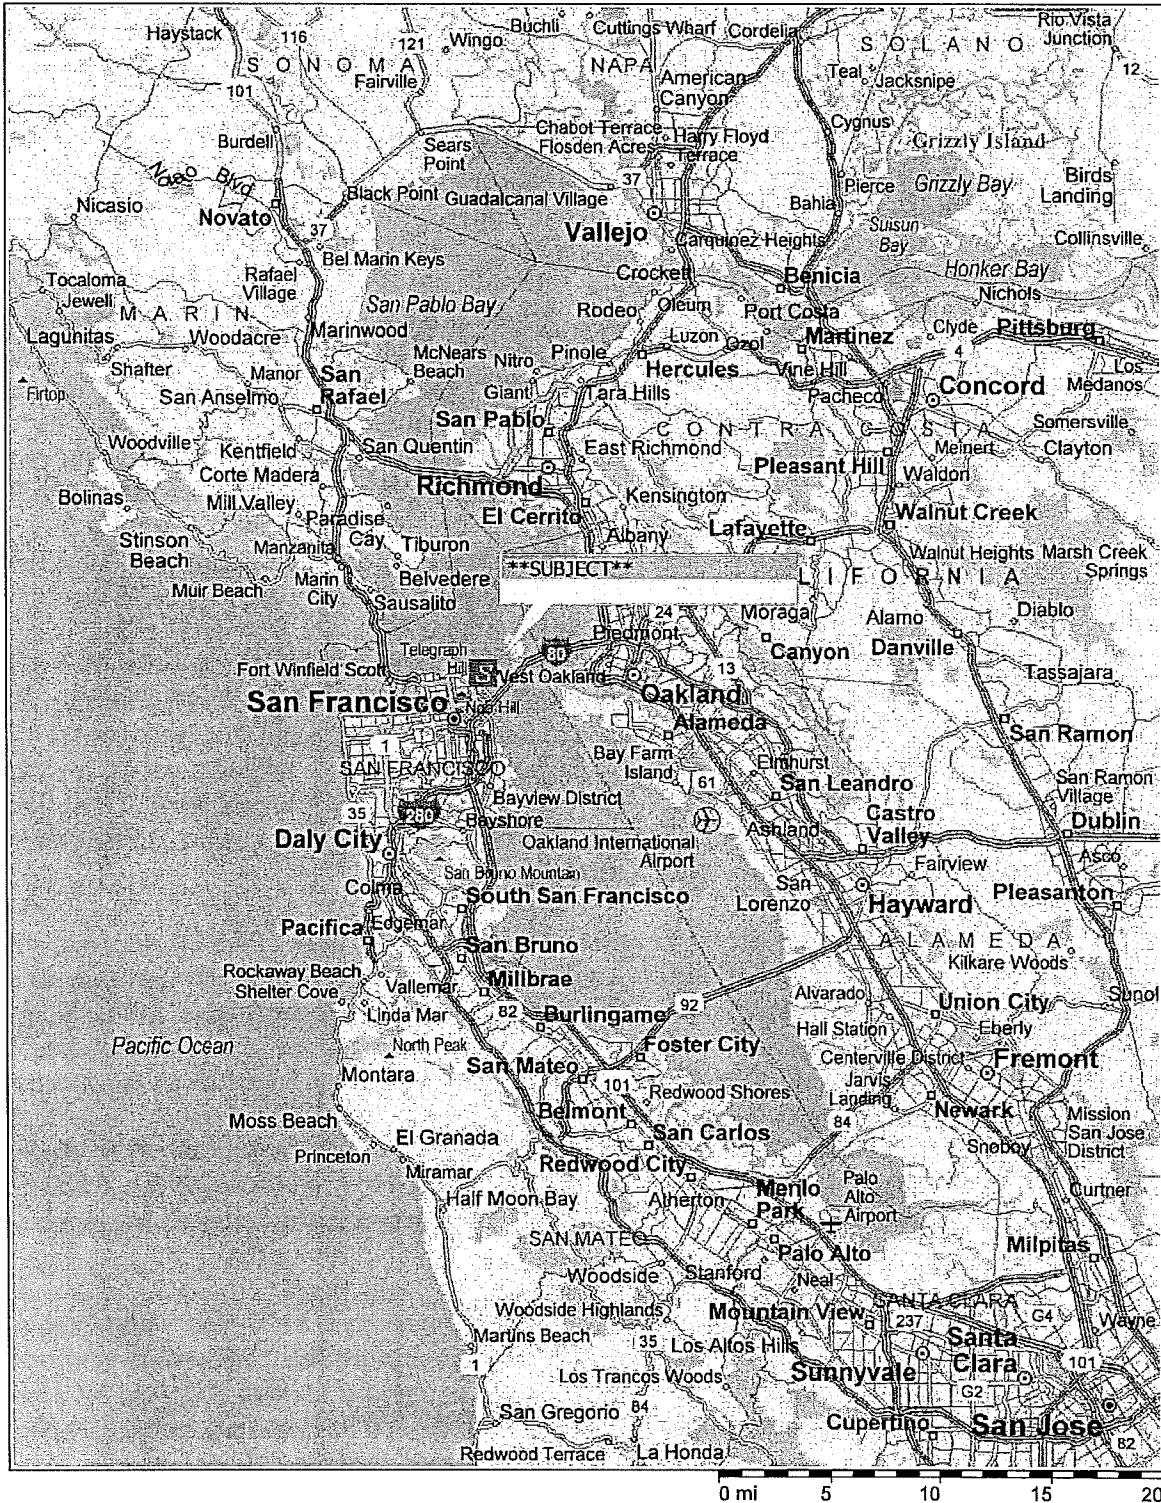 Haystack
116
121
Wingo
Buchli
Cuttings Wharf
Cordelia
Rio Vista
Junction
SONOMA
Fairville
NAPA
SOLANO
101
American
Canyon
Teal
Jacksnipe
12
Burdell
Sears
Point
Chabot Terrace
Flosden Acres
Harry Floyd
Terrace
Cygnus
Grizzly Island
Blvd
Black Point
Guadalcanal Village
37
Pierce
Grizzly Bay
Birds
Landing
Nicasio
Novato
37
Vallejo
Bahia
Suisun
Bay
Carquinez Heights
Collinsville
Bel Marin Keys
Rafael
Village
Crockett
Benicia
Honker Bay
Tocaloma
Jewell
San Pablo Bay
Rodeo
Oleum
Port Costa
Nichols
MARIN
Marinwood
Martinez
Clyde
Pittsburg
Lagunitas
Woodacre
Luzon
Ozol
4
Shafter
McNears
Beach
Nitro
Pinole
Hercules
Vine Hill
Los
Medanos
Manor
San
Rafael
Giant
Tara Hills
Pacheco
Concord
Firtop
San Anselmo
San Pablo
CONTRA COSTA
Somersville
Woodville
Kentfield
San Quentin
East Richmond
Meinert
Clayton
Corte Madera
Richmond
Pleasant Hill
Waldon
Bolinas
Mill Valley
Kensington
El Cerrito
Paradise
Cay
Lafayette
Walnut Creek
Stinson
Beach
Manzanita
Tiburon
Albany
Walnut Heights
Marsh Creek
Springs
**SUBJECT**
Muir Beach
Marin
City
Belvedere
LIFORNIA
Sausalito
24
Moraga
Alamo
Diablo
Telegraph
Hill
Piedmont
80
Canyon
Danville
Fort Winfield Scott
S
West Oakland
13
Tassajara
San Francisco
Nob Hill
Oakland
Alameda
San Ramon
1
Bay Farm
Island
Elmhurst
SAN FRANCISCO
61
San Leandro
San Ramon
Village
Bayview District
35
280
Bayshore
Castro
Valley
Dublin
Daly City
Oakland International
Airport
Ashland
San Bruno Mountain
Fairview
Asco
Colma
South San Francisco
San
Lorenzo
Hayward
Pleasanton
Pacifica
Edgemar
San Bruno
ALAMEDA
Kilkare Woods
Rockaway Beach
Shelter Cove
Vallemar
Millbrae
Alvarado
Union City
Sunol
Linda Mar
82
Burlingame
92
Hall Station
Eberly
Pacific Ocean
North Peak
Foster City
Centerville District
Fremont
San Mateo
Jarvis
Landing
Montara
101
Redwood Shores
Moss Beach
Belmont
84
Newark
Mission
San Jose
District
El Granada
San Carlos
Snoboy
Princeton
Miramar
Redwood City
Palo
Alto
Airport
Half Moon Bay
Atherton
Menlo
Park
Curtner
SAN MATEO
Palo Alto
Milpitas
Woodside
Stanford
Neal
Woodside Highlands
Mountain View
SANTA CLARA
G4
Wayne
237
Martins Beach
35
Los Altos Hills
Santa
Clara
101
1
Los Trancos Woods
Sunnyvale
G2
San Gregorio
84
Cupertino
San Jose
82
Redwood Terrace
La Honda
0 mi
5
10
15
20